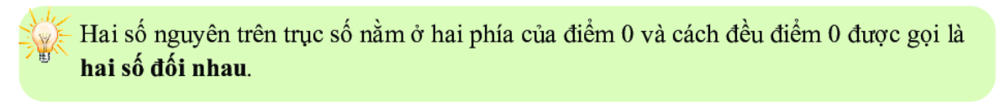 Hai số nguyên trên trục số nằm ở hai phía của điểm 0 và cách đều điểm 0 được gọi là
hai số đối nhau.